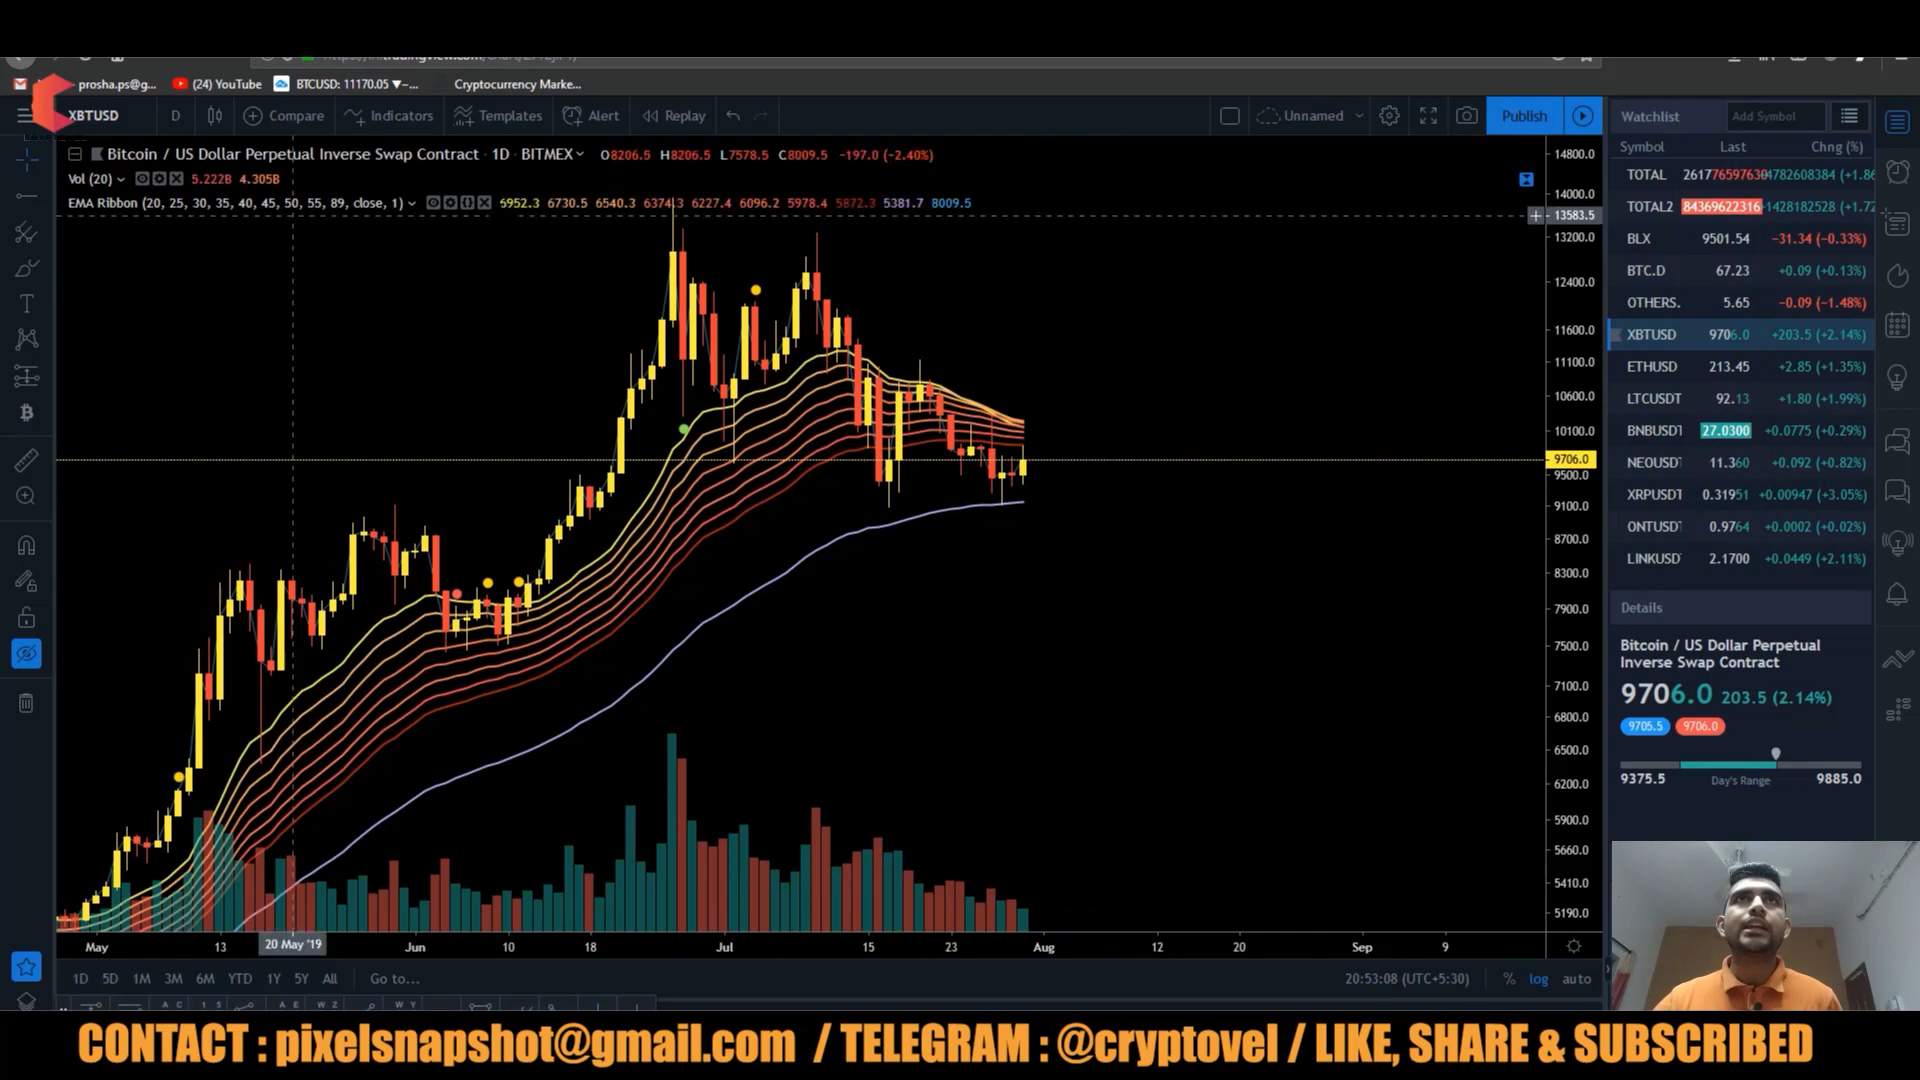 prosha.ps@g... (24) YouTube BTCUSD: 11170.05 ▼−... Cryptocurrency Marke...
XBTUSD D Compare Indicators Templates Alert Replay Unnamed Publish
Bitcoin / US Dollar Perpetual Inverse Swap Contract · 1D · BITMEX O8206.5 H8206.5 L7578.5 C8009.5 −197.0 (−2.40%)
Vol (20) 5.222B 4.305B
EMA Ribbon (20, 25, 30, 35, 40, 45, 50, 55, 89, close, 1) 6952.3 6730.5 6540.3 6374.3 6227.4 6096.2 5978.4 5872.3 5381.7 8009.5
14800.0
14000.0
13583.5
13200.0
12400.0
11600.0
11100.0
10600.0
10100.0
9706.0
9500.0
9100.0
8700.0
8300.0
7900.0
7500.0
7100.0
6800.0
6500.0
6200.0
5900.0
5660.0
5410.0
5190.0
May 13 20 May '19 Jun 10 18 Jul 15 23 Aug 12 20 Sep 9
1D 5D 1M 3M 6M YTD 1Y 5Y All Go to... 20:53:08 (UTC+5:30) % log auto
Watchlist Add Symbol
Symbol Last Chng (%)
TOTAL
TOTAL2 84369622316
BLX 9501.54 −31.34 (−0.33%)
BTC.D 67.23 +0.09 (+0.13%)
OTHERS. 5.65 −0.09 (−1.48%)
XBTUSD 9706.0 +203.5 (+2.14%)
ETHUSD 213.45 +2.85 (+1.35%)
LTCUSDT 92.13 +1.80 (+1.99%)
BNBUSDT 27.0300 +0.0775 (+0.29%)
NEOUSDT 11.360 +0.092 (+0.82%)
XRPUSDT 0.31951 +0.00947 (+3.05%)
ONTUSDT 0.9764 +0.0002 (+0.02%)
LINKUSD 2.1700 +0.0449 (+2.11%)
Details
Bitcoin / US Dollar Perpetual
Inverse Swap Contract
9706.0 203.5 (2.14%)
9705.5 9706.0
9375.5 Day's Range 9885.0
CONTACT : pixelsnapshot@gmail.com / TELEGRAM : @cryptovel / LIKE, SHARE & SUBSCRIBED